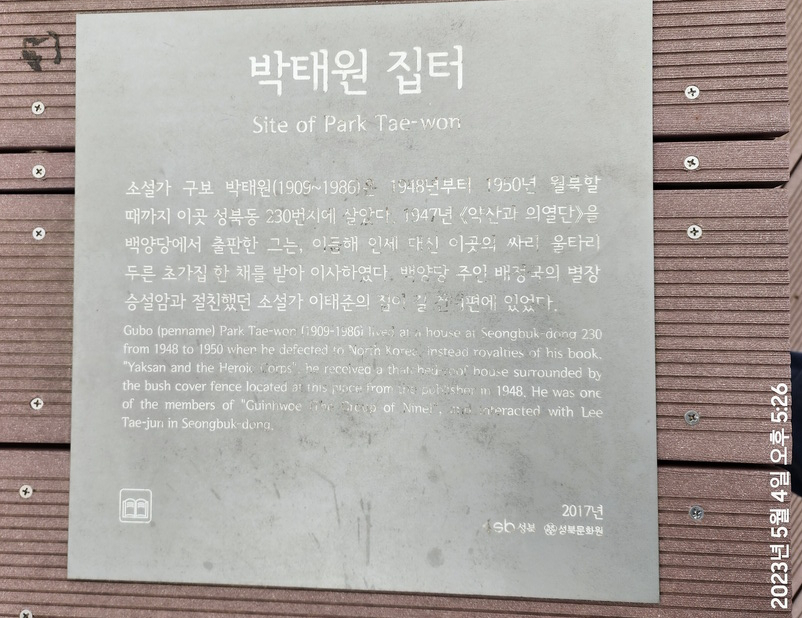 박태원 집터
Site of Park Tae-won
소설가 구보 박태원(1909~1986)은 1948년부터 1950년 월북할
때까지 이곳 성북동 230번지에 살았다. 1947년 《약산과 의열단》을
백양당에서 출판한 그는, 이듬해 인세 대신 이곳의 싸리 울타리
두른 초가집 한 채를 받아 이사하였다. 백양당 주인 배정국의 별장
승설암과 절친했던 소설가 이태준의 집이 있었다.
Gubo (penname) Park Tae-won (1909-1986) lived at a house at Seongbuk-dong 230
from 1948 to 1950 when he defected to North Korea. instead royalties of his book,
"Yaksan and the Heroic Corps", he received a thatched roof house surrounded by
the bush cover fence located at this place from the publisher in 1948. He was one
of the members of "Guinhwoe (The Group of Nine)", and interacted with Lee
Tae-jun in Seongbuk-dong.
2017년
sb 성북 성북문화원
2023년 5월 4일 오후 5:26